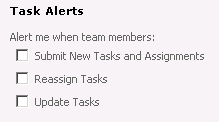 Task Alerts
Alert me when team members:
Submit New Tasks and Assignments
Reassign Tasks
Update Tasks